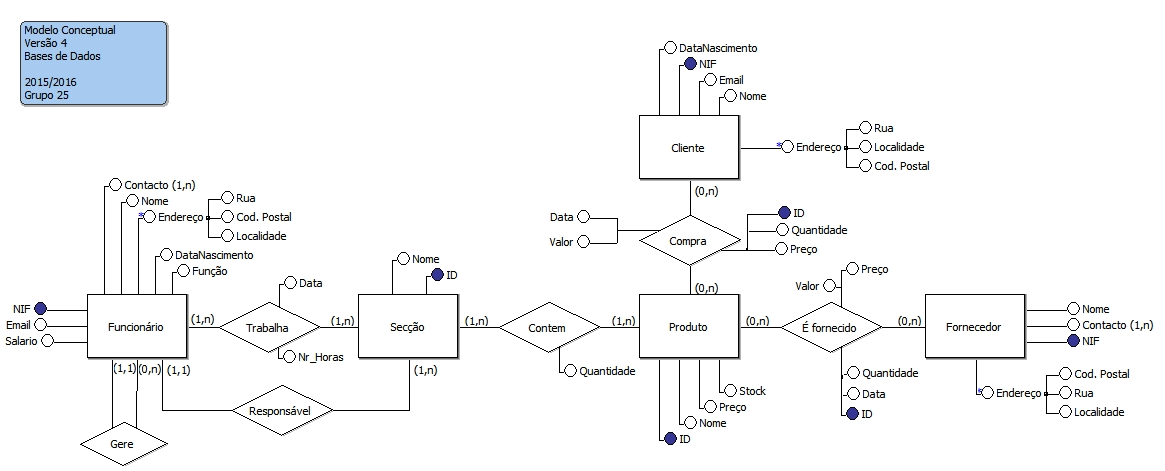 Modelo Conceptual
Versão 4
Bases de Dados
2015/2016
Grupo 25
DataNascimento
NIF
Email
Nome
Cliente
* Endereço
Rua
Localidade
Cod. Postal
(0,n)
Data
Valor
Compra
ID
Quantidade
Preço
(0,n)
Contacto (1,n)
Nome
* Endereço
Rua
Cod. Postal
Localidade
DataNascimento
Função
NIF
Email
Salario
Funcionário
(1,n)
Trabalha
Data
Nr_Horas
(1,n)
Nome
ID
Secção
(1,n)
Contem
Quantidade
(1,n)
Produto
Stock
Preço
Nome
ID
(0,n)
É fornecido
Preço
Valor
Quantidade
Data
ID
(0,n)
Fornecedor
Nome
Contacto (1,n)
NIF
* Endereço
Cod. Postal
Rua
Localidade
(1,1)
(0,n)
(1,1)
Gere
Responsável
(1,n)